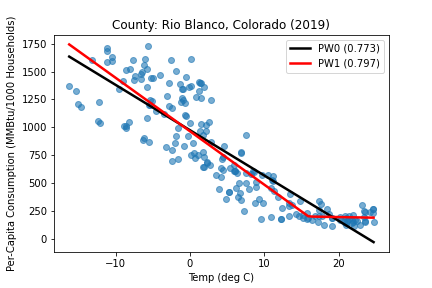 County: Rio Blanco, Colorado (2019)
PW0 (0.773)
PW1 (0.797)
Per-Capita Consumption (MMBtu/1000 Households)
1750
1500
1250
1000
750
500
250
0
−10
0
10
20
Temp (deg C)